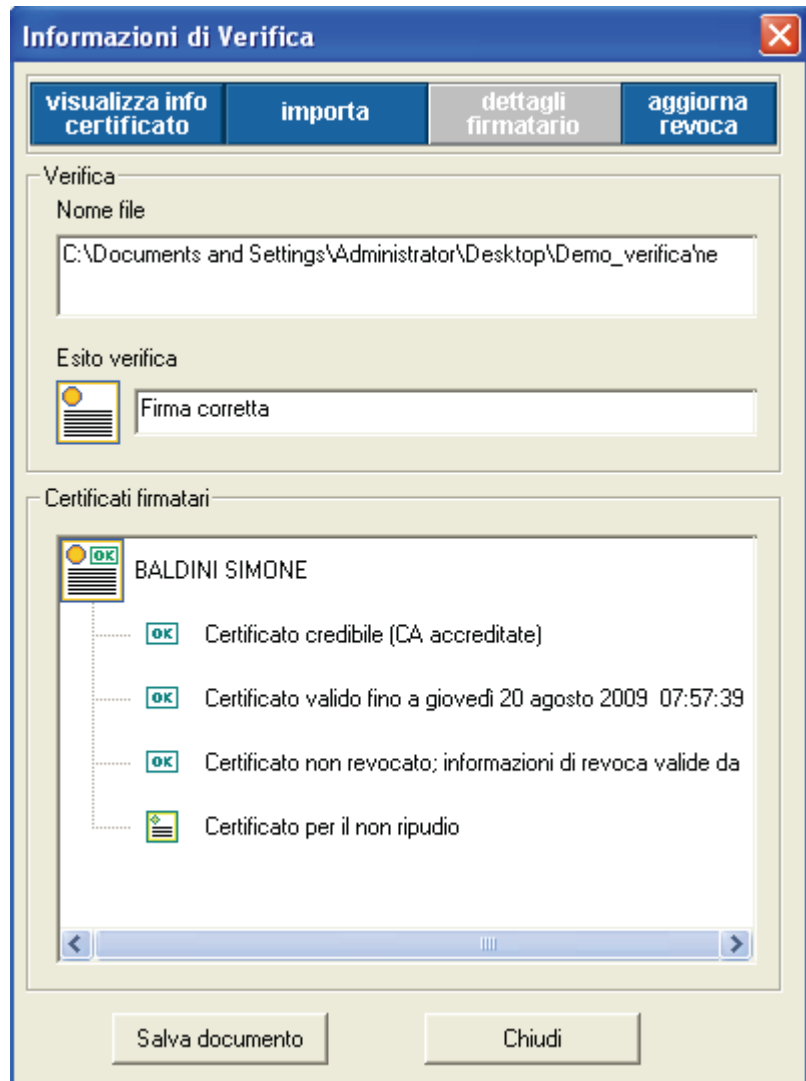 Informazioni di Verifica
visualizza info
certificato
importa
dettagli
firmatario
aggiorna
revoca
Verifica
Nome file
C:\Documents and Settings\Administrator\Desktop\Demo_verifica\ne
Esito verifica
Firma corretta
Certificati firmatari
OK
BALDINI SIMONE
OK Certificato credibile (CA accreditate)
OK Certificato valido fino a giovedì 20 agosto 2009 07:57:39
OK Certificato non revocato; informazioni di revoca valide da
Certificato per il non ripudio
Salva documento
Chiudi